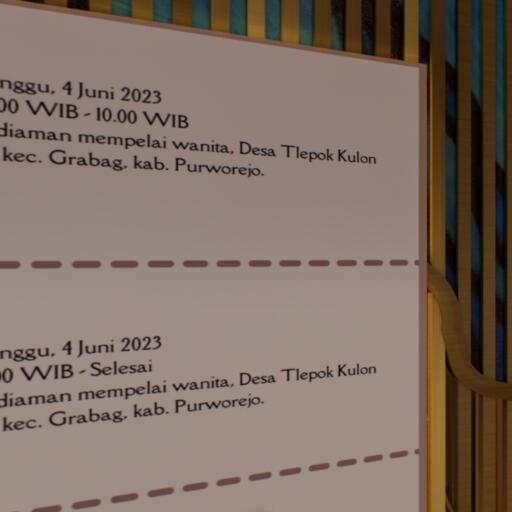 nggu, 4 Juni 2023
00 WIB - 10.00 WIB
diaman mempelai wanita, Desa Tlepok Kulon
kec. Grabag, kab. Purworejo.
nggu, 4 Juni 2023
00 WIB - Selesai
diaman mempelai wanita, Desa Tlepok Kulon
kec. Grabag, kab. Purworejo.